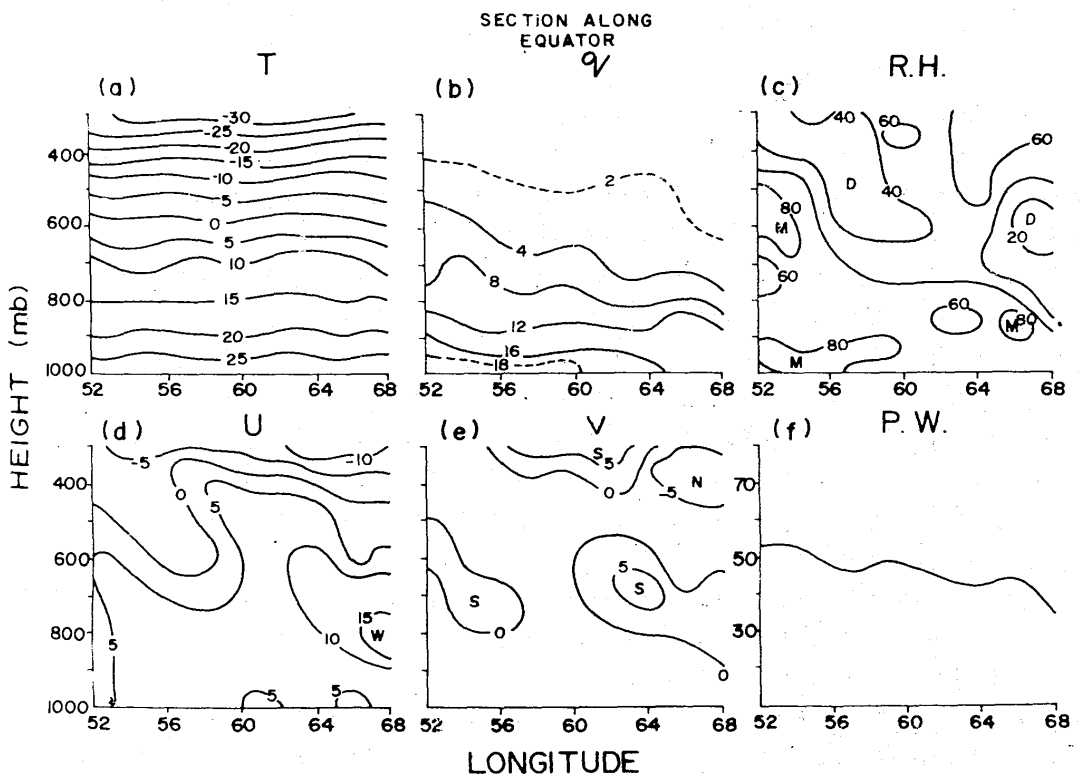 SECTION ALONG
EQUATOR
T
q
R.H.
(a)
(b)
(c)
-30
-25
-20
-15
-10
-5
0
5
10
15
20
25
400
600
800
1000
52 56 60 64 68
2
4
8
12
16
18
52 56 60 64 68
40
60
60
D
40
80
M
D
20
60
60
80
M
80
M
52 56 60 64 68
HEIGHT (mb)
(d)
U
(e)
V
(f)
P.W.
-5
-10
0
5
15
W
10
5
5
5
400
600
800
1000
52 56 60 64 68
S
5
0
-5
N
5
S
S
0
0
52 56 60 64 68
70
50
30
52 56 60 64 68
LONGITUDE